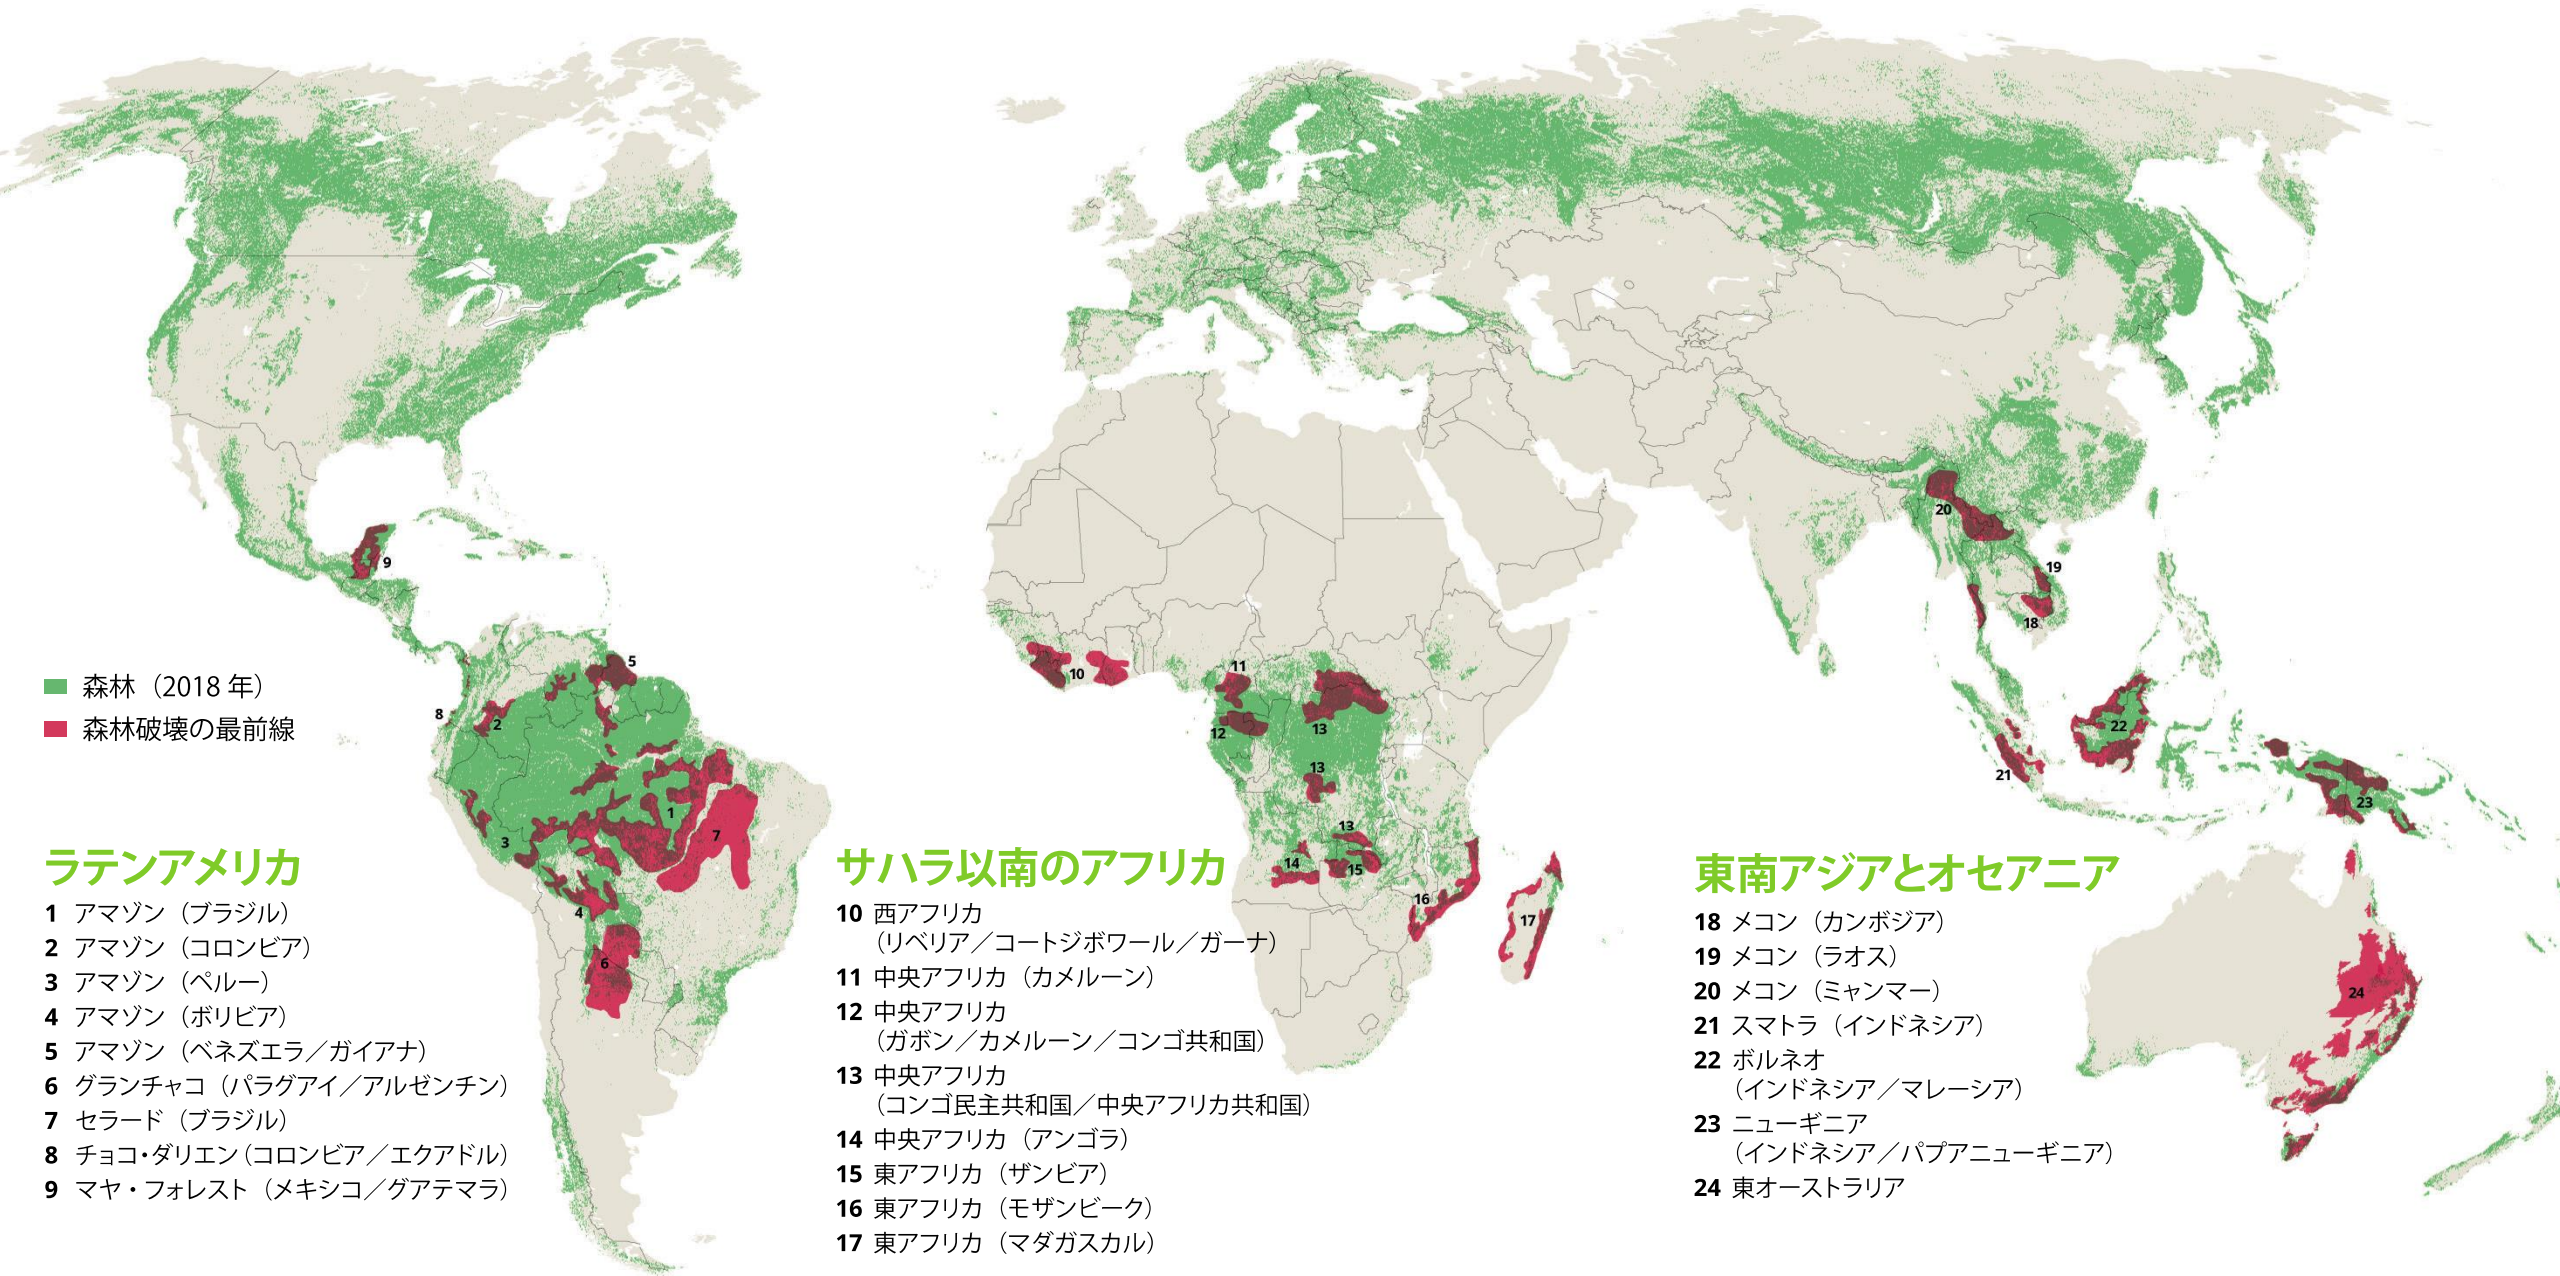 森林（2018 年）
森林破壊の最前線
ラテンアメリカ
1 アマゾン（ブラジル）
2 アマゾン（コロンビア）
3 アマゾン（ペルー）
4 アマゾン（ボリビア）
5 アマゾン（ベネズエラ／ガイアナ）
6 グランチャコ（パラグアイ／アルゼンチン）
7 セラード（ブラジル）
8 チョコ・ダリエン（コロンビア／エクアドル）
9 マヤ・フォレスト（メキシコ／グアテマラ）
サハラ以南のアフリカ
10 西アフリカ
（リベリア／コートジボワール／ガーナ）
11 中央アフリカ（カメルーン）
12 中央アフリカ
（ガボン／カメルーン／コンゴ共和国）
13 中央アフリカ
（コンゴ民主共和国／中央アフリカ共和国）
14 中央アフリカ（アンゴラ）
15 東アフリカ（ザンビア）
16 東アフリカ（モザンビーク）
17 東アフリカ（マダガスカル）
東南アジアとオセアニア
18 メコン（カンボジア）
19 メコン（ラオス）
20 メコン（ミャンマー）
21 スマトラ（インドネシア）
22 ボルネオ
（インドネシア／マレーシア）
23 ニューギニア
（インドネシア／パプアニューギニア）
24 東オーストラリア
9
5
8
2
1
7
3
4
6
10
11
12
13
13
13
14
15
16
17
20
19
18
22
21
23
24